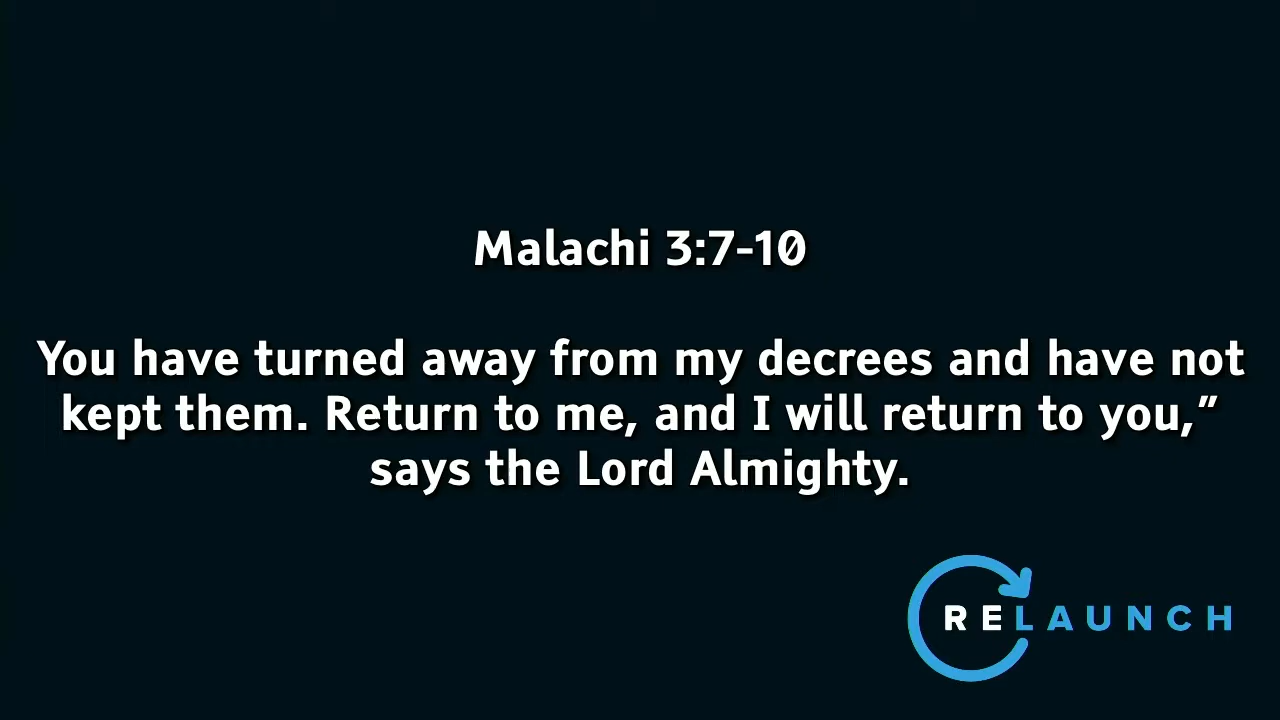 Malachi 3:7-10
You have turned away from my decrees and have not
kept them. Return to me, and I will return to you,”
says the Lord Almighty.
RELAUNCH